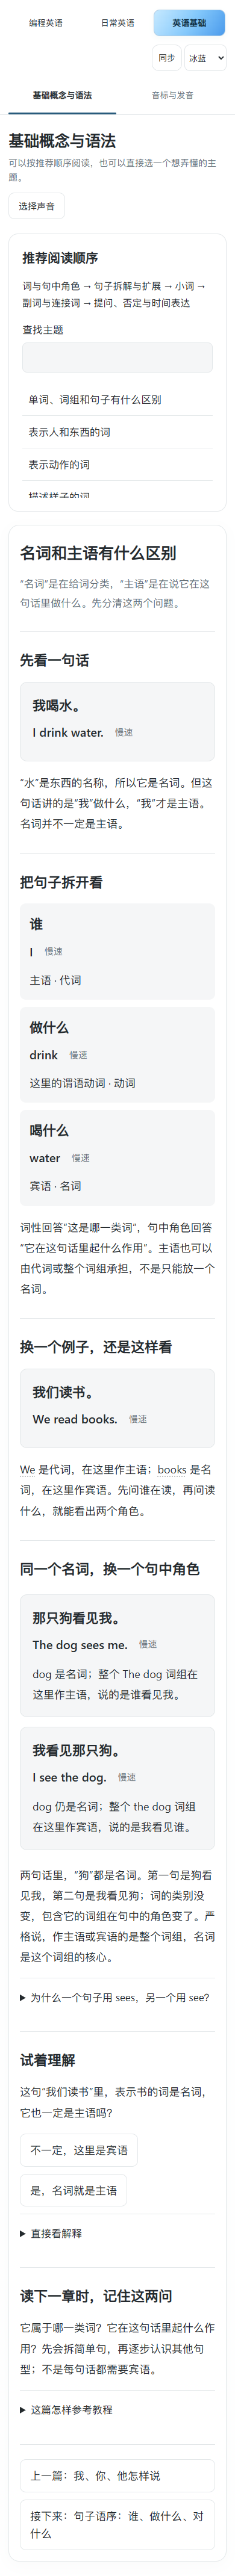 编程英语
日常英语
英语基础
同步
冰蓝
基础概念与语法
音标与发音
基础概念与语法
可以按推荐顺序阅读，也可以直接选一个想弄懂的主
题。
选择声音
推荐阅读顺序
词与句中角色 → 句子拆解与扩展 → 小词 →
副词与连接词 → 提问、否定与时间表达
查找主题
单词、词组和句子有什么区别
表示人和东西的词
表示动作的词
描述样子的词
名词和主语有什么区别
“名词”是在给词分类，“主语”是在说它在这
句话里做什么。先分清这两个问题。
先看一句话
我喝水。
I drink water. 慢速
“水”是东西的名称，所以它是名词。但这
句话讲的是“我”做什么，“我”才是主语。
名词并不一定是主语。
把句子拆开看
谁
I 慢速
主语 · 代词
做什么
drink 慢速
这里的谓语动词 · 动词
喝什么
water 慢速
宾语 · 名词
词性回答“这是哪一类词”，句中角色回答
“它在这句话里起什么作用”。主语也可以
由代词或整个词组承担，不是只能放一个
名词。
换一个例子，还是这样看
我们读书。
We read books. 慢速
We 是代词，在这里作主语；books 是名
词，在这里作宾语。先问谁在读，再问读
什么，就能看出两个角色。
同一个名词，换一个句中角色
那只狗看见我。
The dog sees me. 慢速
dog 是名词；整个 The dog 词组在
这里作主语，说的是谁看见我。
我看见那只狗。
I see the dog. 慢速
dog 仍是名词；整个 the dog 词组
在这里作宾语，说的是我看见谁。
两句话里，“狗”都是名词。第一句是狗看
见我，第二句是我看见狗；词的类别没
变，包含它的词组在句中的角色变了。严
格说，作主语或宾语的是整个词组，名词
是这个词组的核心。
为什么一个句子用 sees，另一个用 see?
试着理解
这句“我们读书”里，表示书的词是名词，
它也一定是主语吗？
不一定，这里是宾语
是，名词就是主语
直接看解释
读下一章时，记住这两问
它属于哪一类词？它在这句话里起什么作
用？先会拆简单句，再逐步认识其他句
型；不是每句话都需要宾语。
这篇怎样参考教程
上一篇：我、你、他怎样说
接下来：句子语序：谁、做什么、对
什么